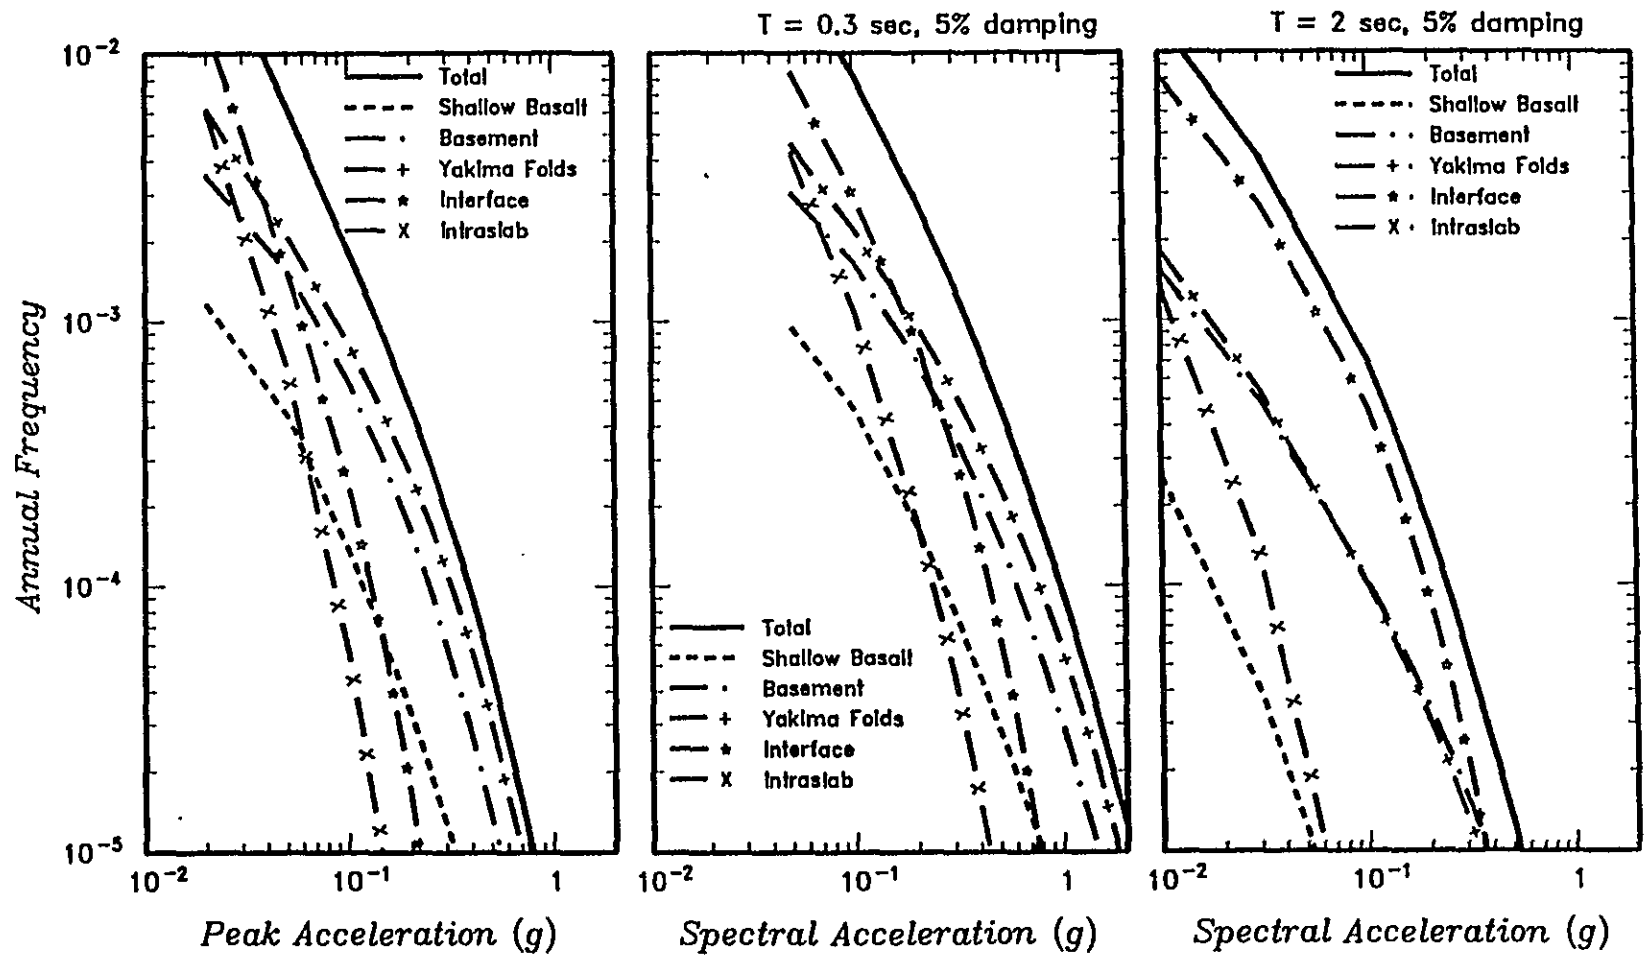 T = 0.3 sec, 5% damping
T = 2 sec, 5% damping
Annual Frequency
10-2
10-3
10-4
10-5
Total
Shallow Basalt
Basement
Yakima Folds
Interface
Intraslab
10-2
10-1
1
Peak Acceleration (g)
Total
Shallow Basalt
Basement
Yakima Folds
Interface
Intraslab
10-2
10-1
1
Spectral Acceleration (g)
Total
Shallow Basalt
Basement
Yakima Folds
Interface
Intraslab
10-2
10-1
1
Spectral Acceleration (g)